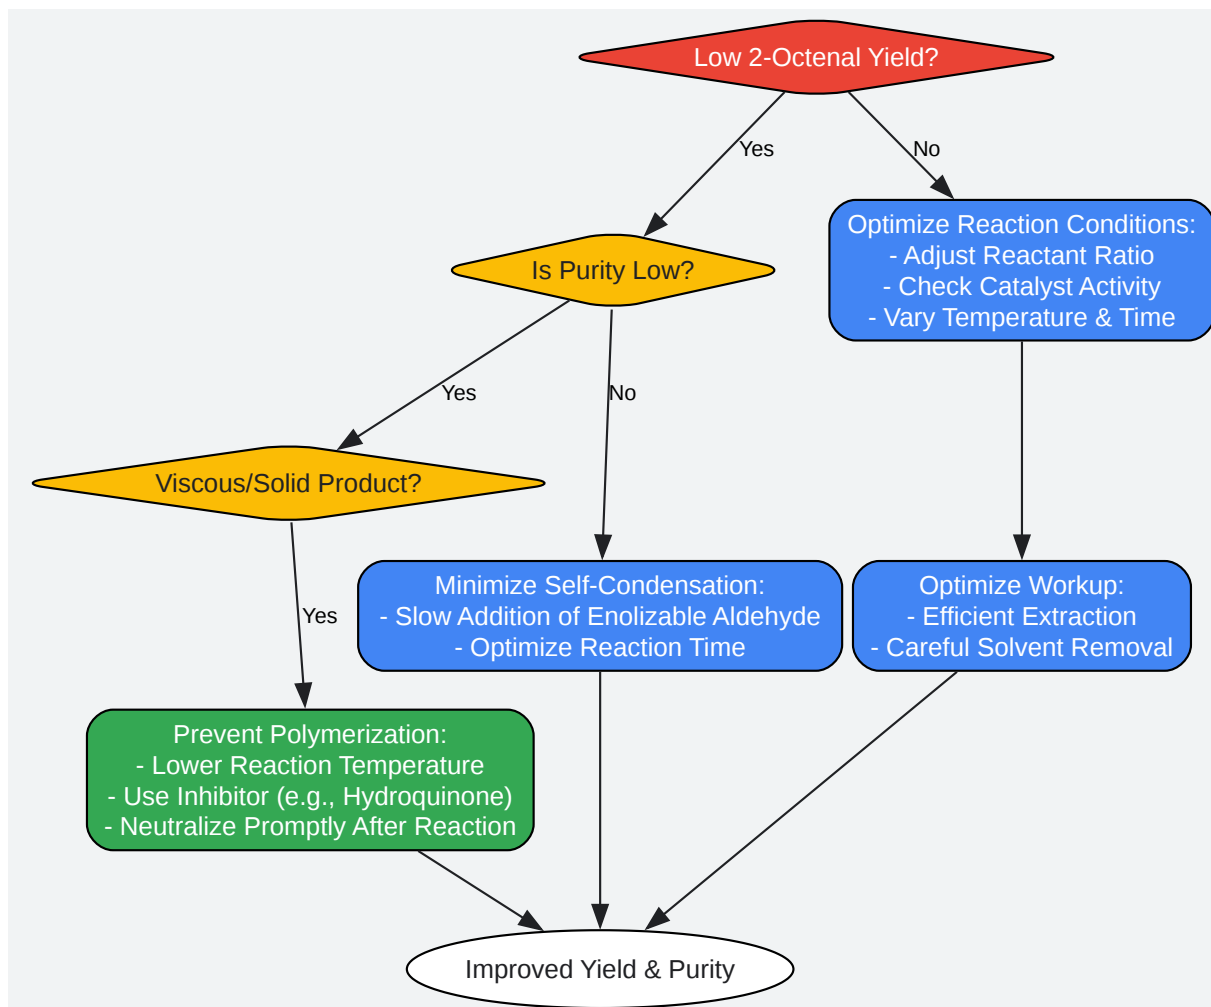 Low 2-Octenal Yield?
Yes
No
Optimize Reaction Conditions:
- Adjust Reactant Ratio
- Check Catalyst Activity
- Vary Temperature & Time
Is Purity Low?
Yes
No
Viscous/Solid Product?
Yes
Minimize Self-Condensation:
- Slow Addition of Enolizable Aldehyde
- Optimize Reaction Time
Optimize Workup:
- Efficient Extraction
- Careful Solvent Removal
Prevent Polymerization:
- Lower Reaction Temperature
- Use Inhibitor (e.g., Hydroquinone)
- Neutralize Promptly After Reaction
Improved Yield & Purity